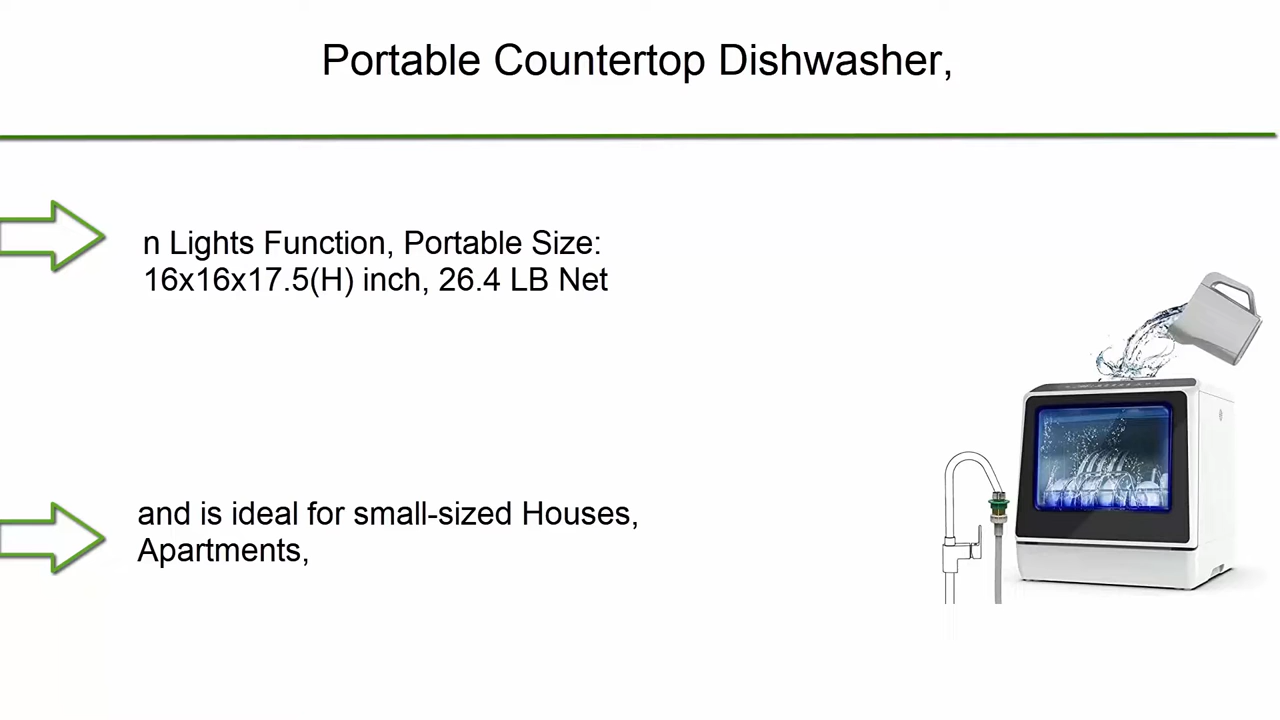 Portable Countertop Dishwasher,
n Lights Function, Portable Size:
16x16x17.5(H) inch, 26.4 LB Net
and is ideal for small-sized Houses,
Apartments,